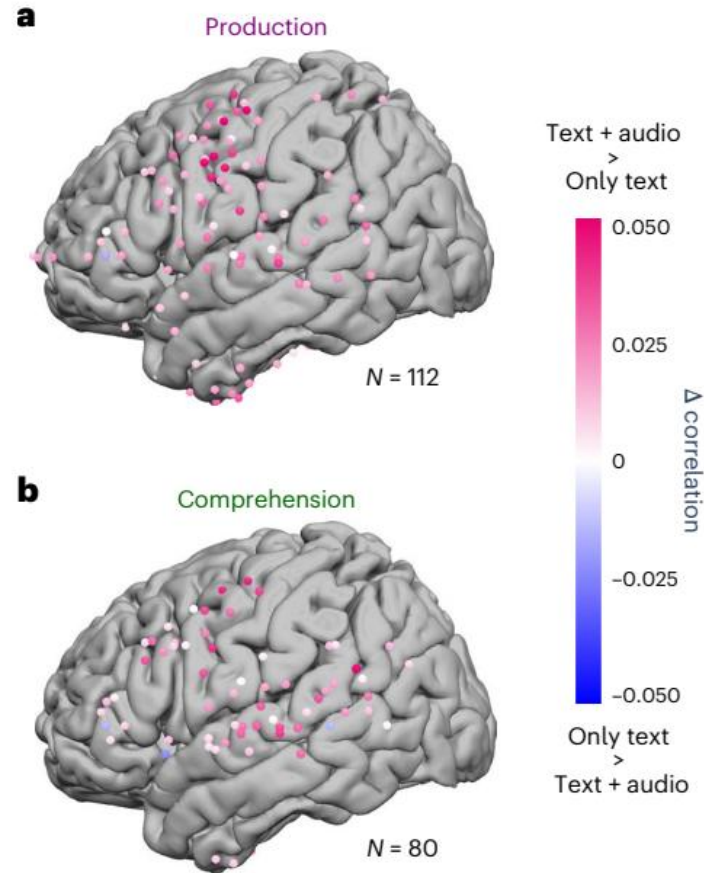 a
Production
N = 112
b
Comprehension
N = 80
Text + audio
>
Only text
0.050
0.025
0
−0.025
−0.050
Δ correlation
Only text
>
Text + audio